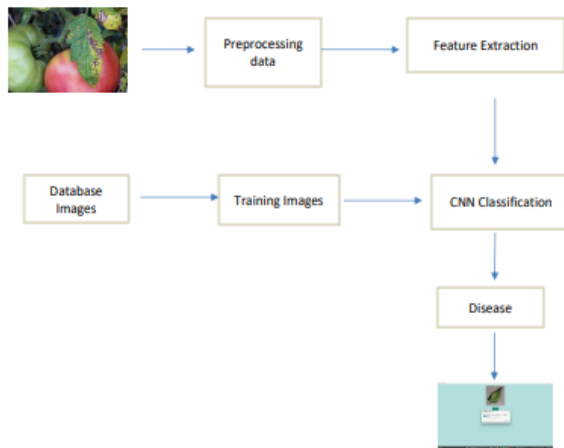 Preprocessing
data
Feature Extraction
Database
Images
Training Images
CNN Classification
Disease